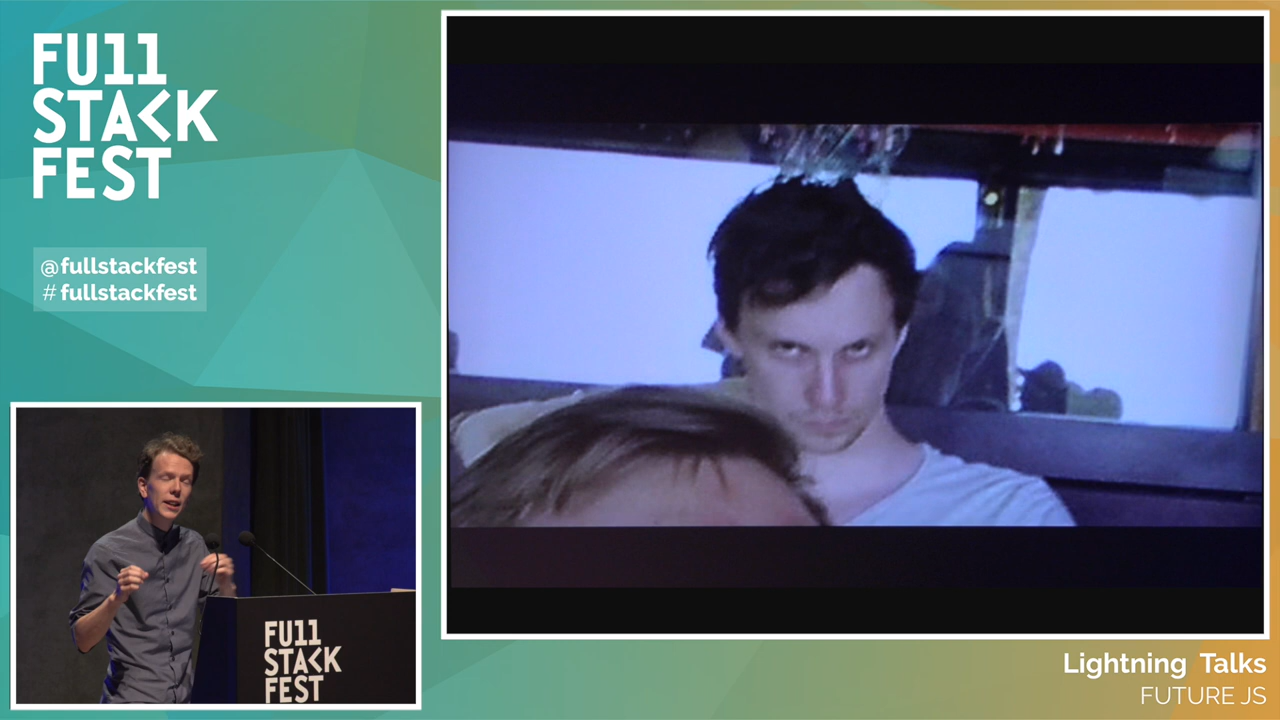 FU11
STACK
FEST
@fullstackfest
#fullstackfest
FU11
STACK
FEST
Lightning Talks
FUTURE JS